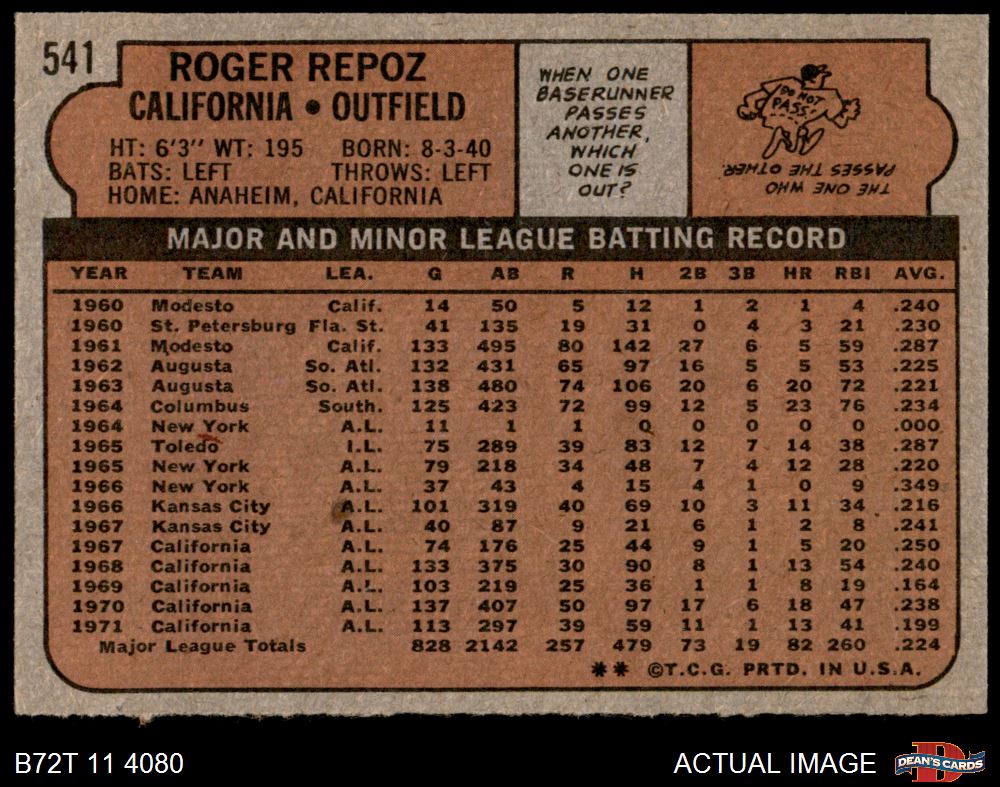 541
ROGER REPOZ
CALIFORNIA • OUTFIELD
HT: 6'3" WT: 195 BORN: 8-3-40
BATS: LEFT THROWS: LEFT
HOME: ANAHEIM, CALIFORNIA
WHEN ONE
BASERUNNER
PASSES
ANOTHER,
WHICH
ONE IS
OUT?
DO NOT
PASS
THE ONE WHO
PASSES THE OTHER.
MAJOR AND MINOR LEAGUE BATTING RECORD
YEAR TEAM LEA. G AB R H 2B 3B HR RBI AVG.
1960 Modesto Calif. 14 50 5 12 1 2 1 4 .240
1960 St. Petersburg Fla. St. 41 135 19 31 0 4 3 21 .230
1961 Modesto Calif. 133 495 80 142 27 6 5 59 .287
1962 Augusta So. Atl. 132 431 65 97 16 5 5 53 .225
1963 Augusta So. Atl. 138 480 74 106 20 6 20 72 .221
1964 Columbus South. 125 423 72 99 12 5 23 76 .234
1964 New York A.L. 11 1 1 0 0 0 0 0 .000
1965 Toledo I.L. 75 289 39 83 12 7 14 38 .287
1965 New York A.L. 79 218 34 48 7 4 12 28 .220
1966 New York A.L. 37 43 4 15 4 1 0 9 .349
1966 Kansas City A.L. 101 319 40 69 10 3 11 34 .216
1967 Kansas City A.L. 40 87 9 21 6 1 2 8 .241
1967 California A.L. 74 176 25 44 9 1 5 20 .250
1968 California A.L. 133 375 30 90 8 1 13 54 .240
1969 California A.L. 103 219 25 36 1 1 8 19 .164
1970 California A.L. 137 407 50 97 17 6 18 47 .238
1971 California A.L. 113 297 39 59 11 1 13 41 .199
Major League Totals 828 2142 257 479 73 19 82 260 .224
** ©T.C.G. PRTD. IN U.S.A.
B72T 11 4080
ACTUAL IMAGE
DEAN'S CARDS